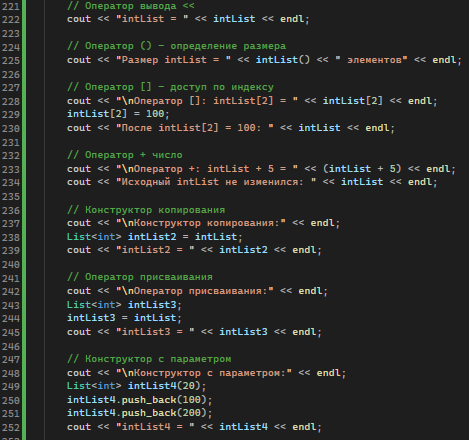 221 // Оператор вывода <<
222 cout << "intList = " << intList << endl;
223
224 // Оператор () – определение размера
225 cout << "Размер intList = " << intList() << " элементов" << endl;
226
227 // Оператор [] – доступ по индексу
228 cout << "\nОператор []: intList[2] = " << intList[2] << endl;
229 intList[2] = 100;
230 cout << "После intList[2] = 100: " << intList << endl;
231
232 // Оператор + число
233 cout << "\nОператор +: intList + 5 = " << (intList + 5) << endl;
234 cout << "Исходный intList не изменился: " << intList << endl;
235
236 // Конструктор копирования
237 cout << "\nКонструктор копирования:" << endl;
238 List<int> intList2 = intList;
239 cout << "intList2 = " << intList2 << endl;
240
241 // Оператор присваивания
242 cout << "\nОператор присваивания:" << endl;
243 List<int> intList3;
244 intList3 = intList;
245 cout << "intList3 = " << intList3 << endl;
246
247 // Конструктор с параметром
248 cout << "\nКонструктор с параметром:" << endl;
249 List<int> intList4(20);
250 intList4.push_back(100);
251 intList4.push_back(200);
252 cout << "intList4 = " << intList4 << endl;